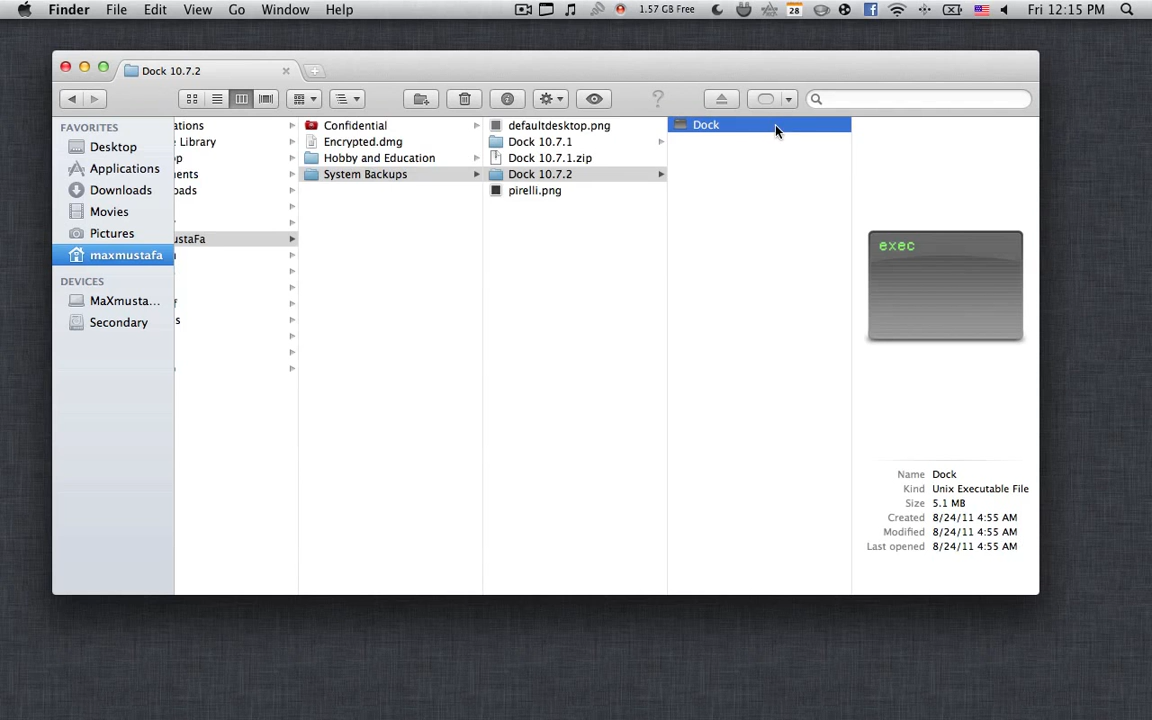 Finder File Edit View Go Window Help 1.57 GB Free 28 Fri 12:15 PM
Dock 10.7.2
FAVORITES
Desktop
Applications
Downloads
Movies
Pictures
maxmustafa
DEVICES
MaXmusta...
Secondary
ations
Library
op
ents
oads
ustaFa
s
Confidential
Encrypted.dmg
Hobby and Education
System Backups
defaultdesktop.png
Dock 10.7.1
Dock 10.7.1.zip
Dock 10.7.2
pirelli.png
Dock
exec
Name Dock
Kind Unix Executable File
Size 5.1 MB
Created 8/24/11 4:55 AM
Modified 8/24/11 4:55 AM
Last opened 8/24/11 4:55 AM